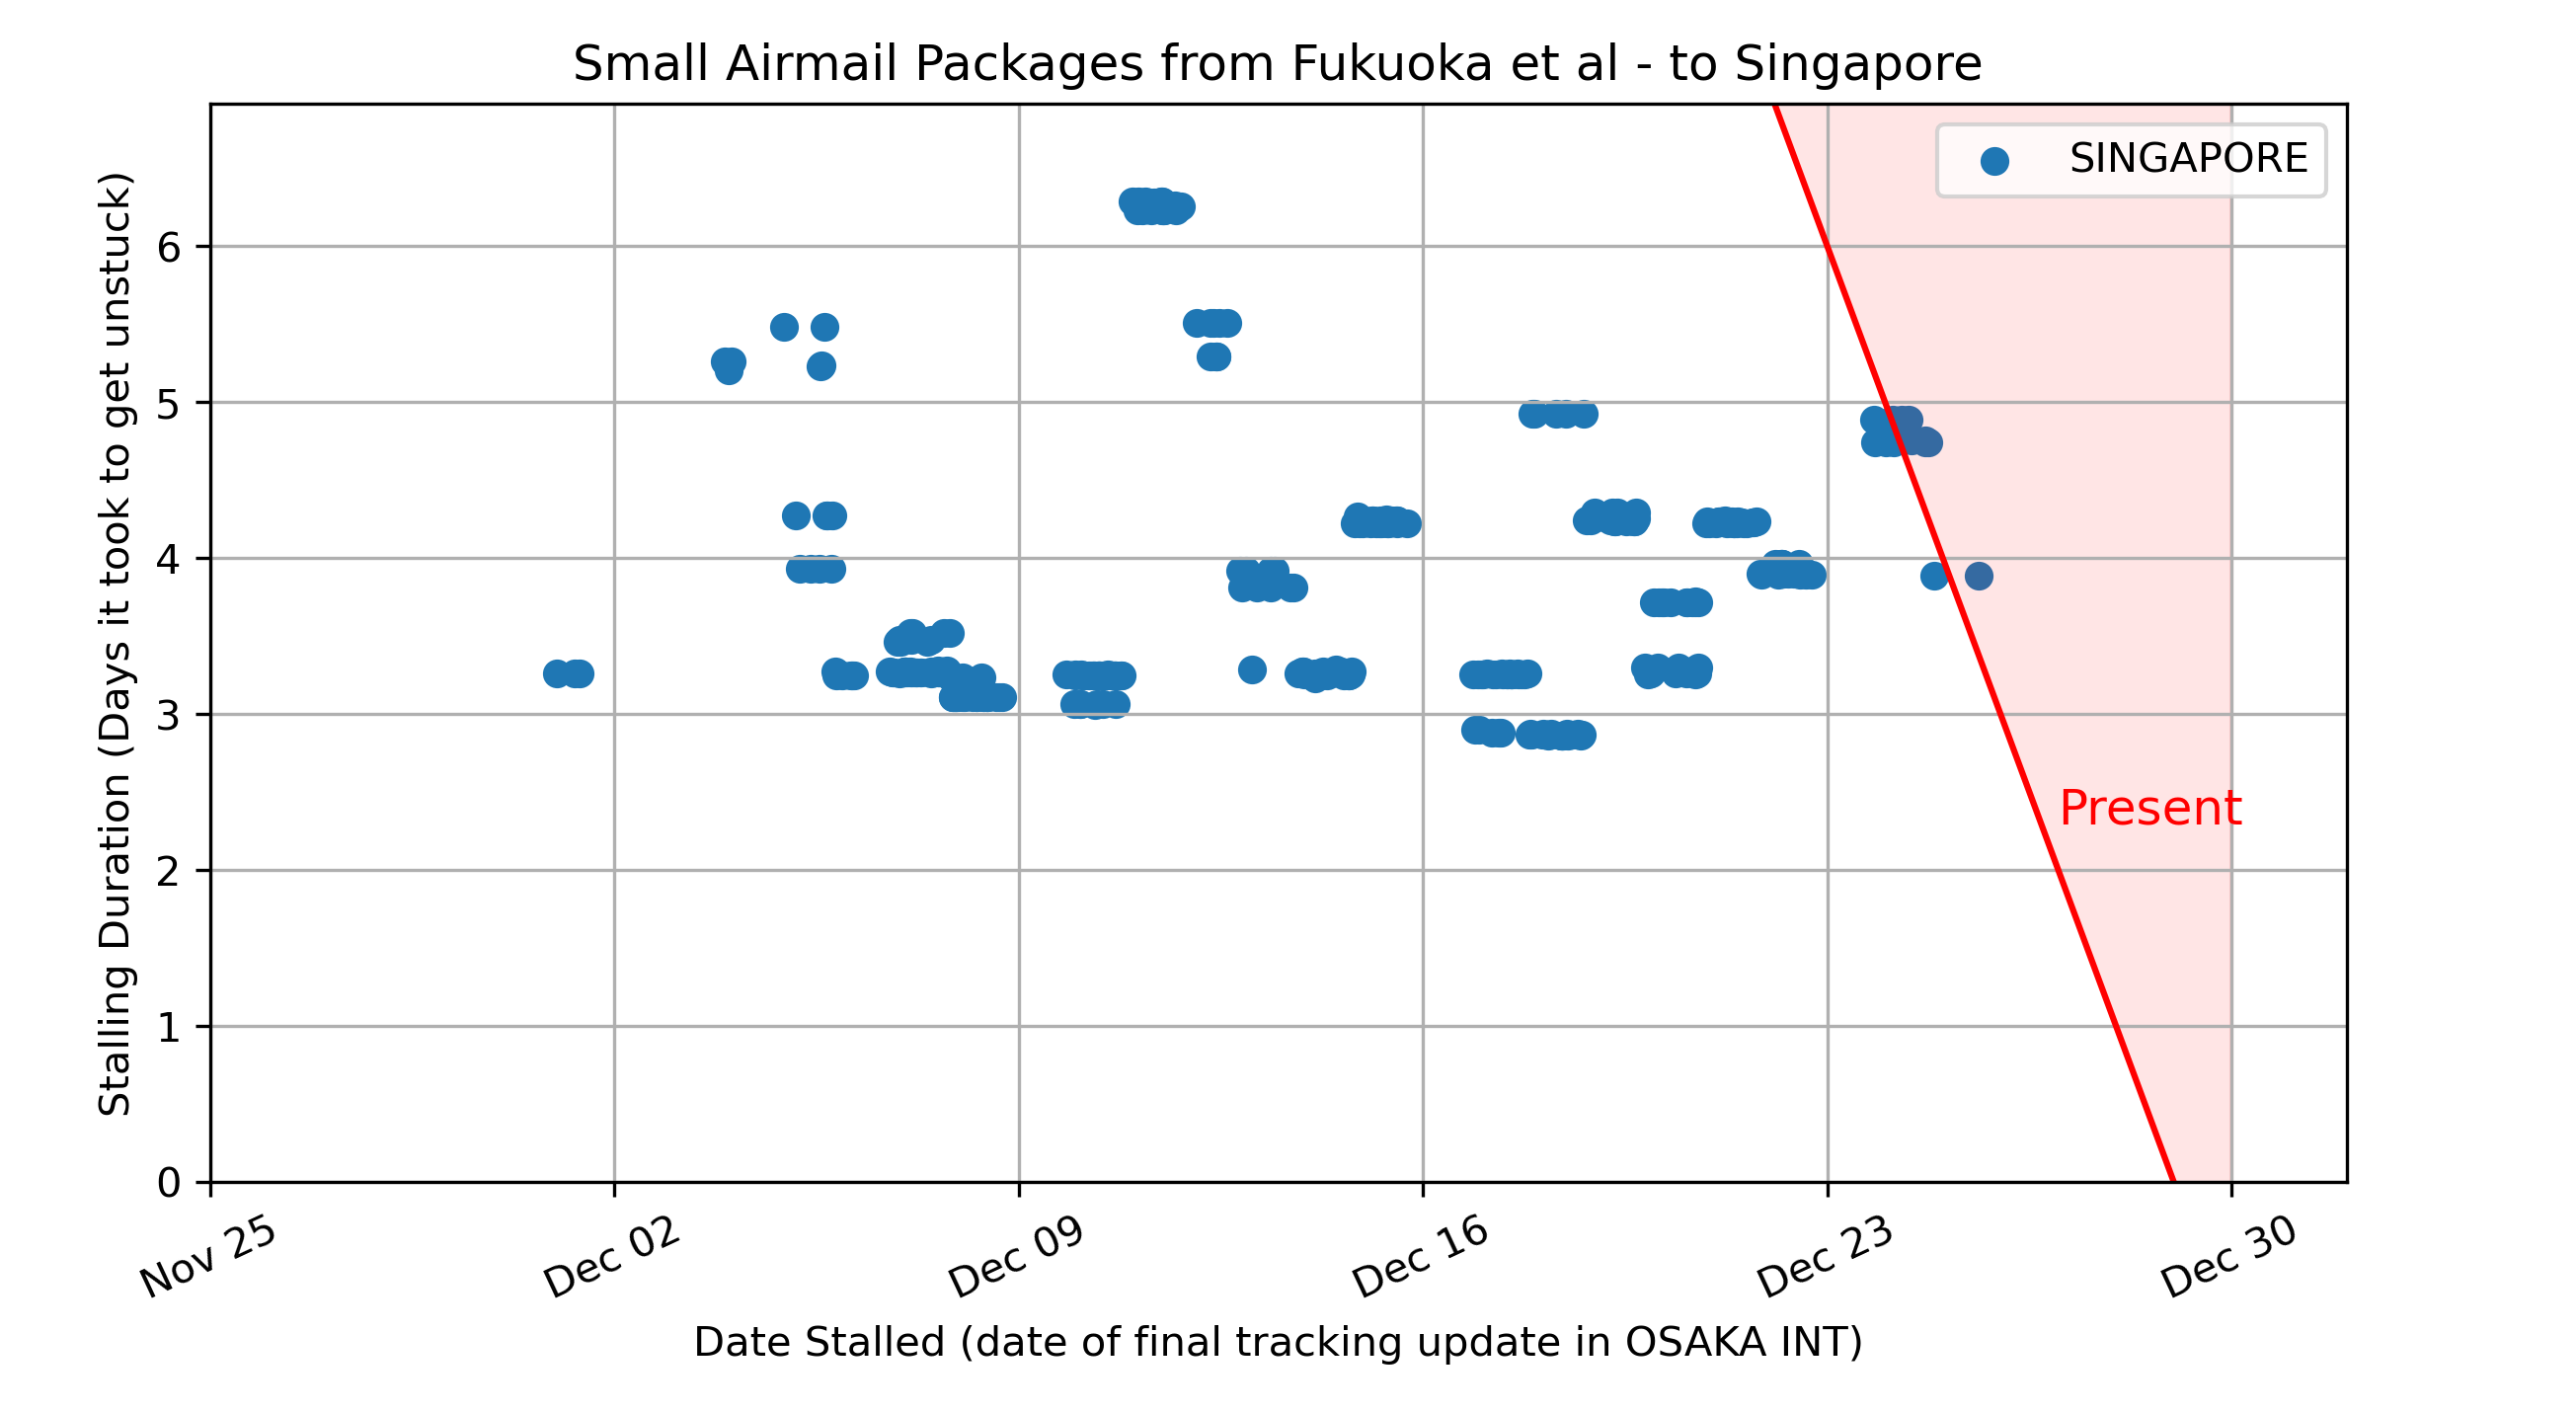 Small Airmail Packages from Fukuoka et al - to Singapore
SINGAPORE
Stalling Duration (Days it took to get unstuck)
6
5
4
3
2
1
0
Present
Nov 25
Dec 02
Dec 09
Dec 16
Dec 23
Dec 30
Date Stalled (date of final tracking update in OSAKA INT)